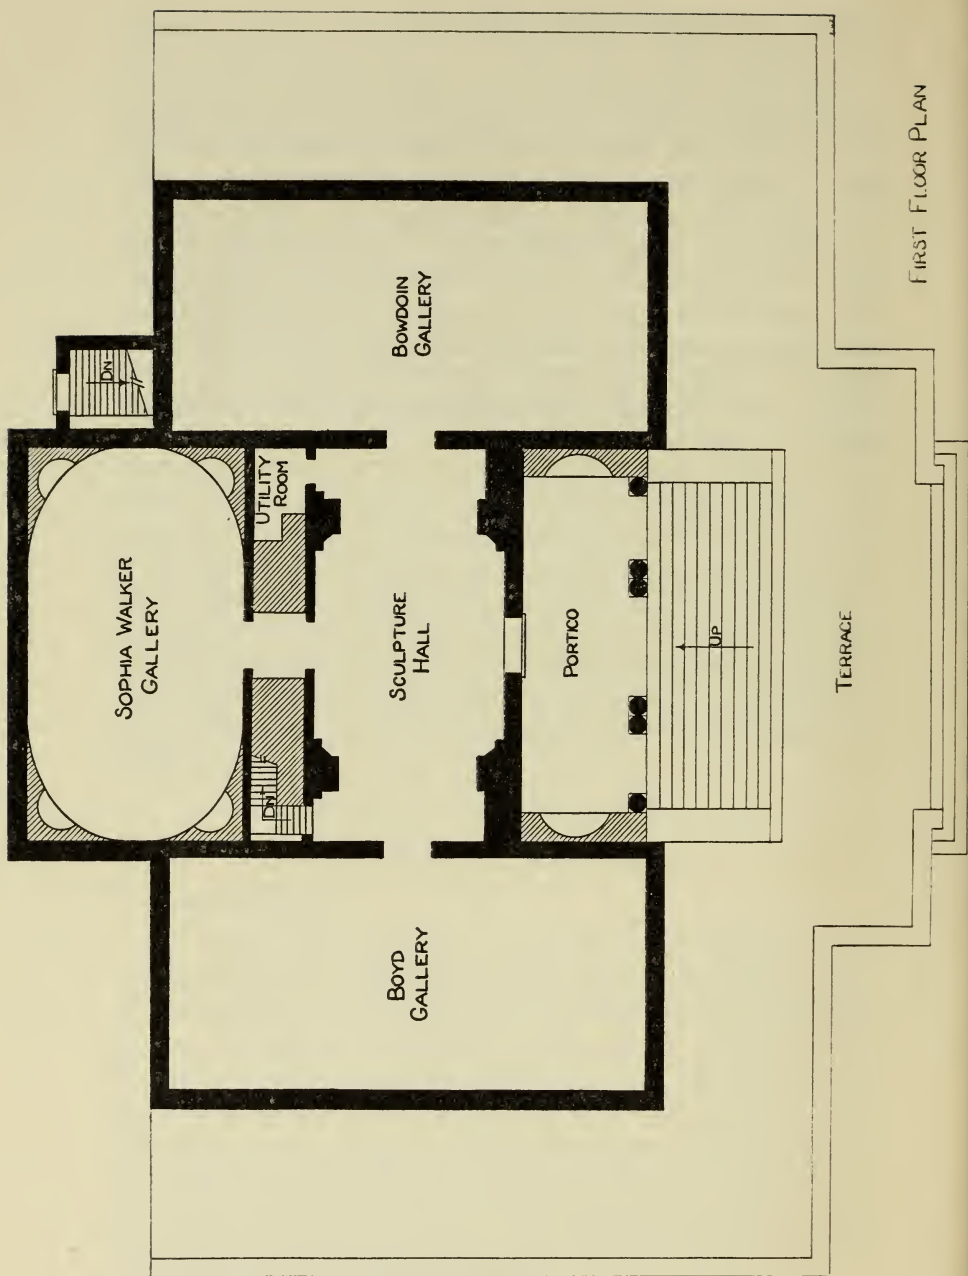 SOPHIA WALKER
GALLERY
DN
UTILITY
ROOM
DN
BOYD
GALLERY
SCULPTURE
HALL
BOWDOIN
GALLERY
PORTICO
UP
TERRACE
FIRST FLOOR PLAN